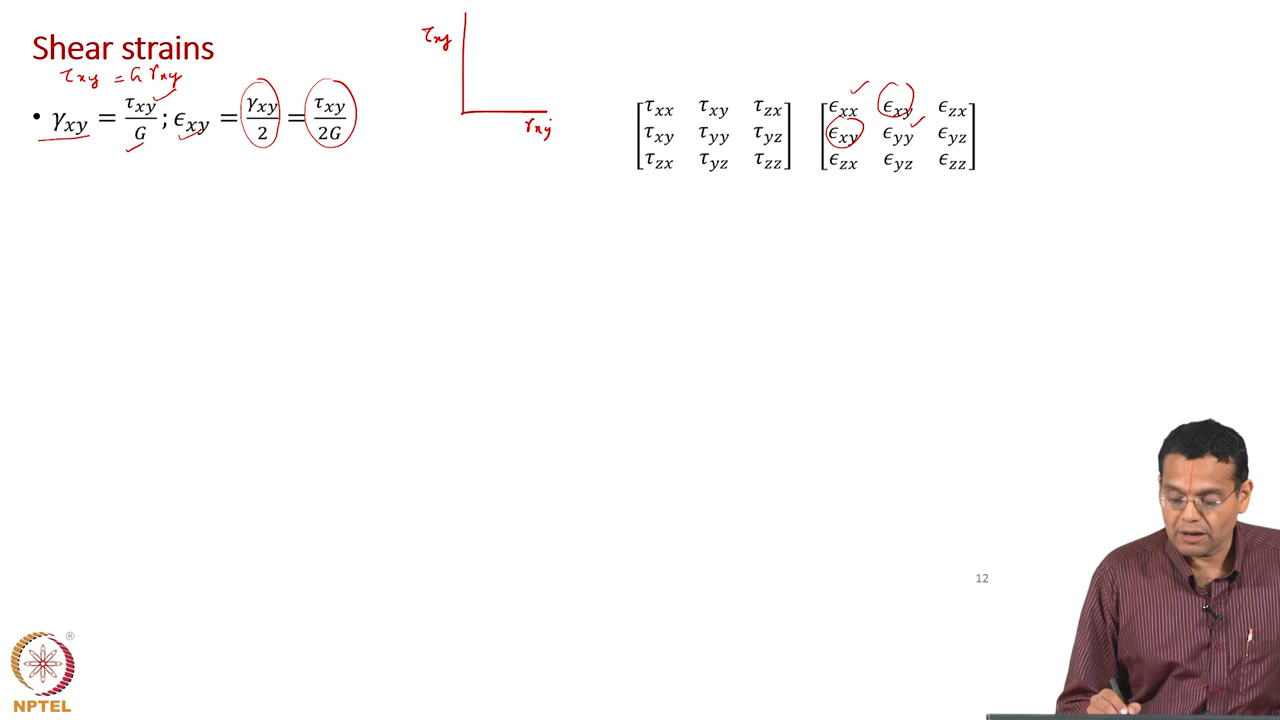 Shear strains
τxy = G γxy
• γxy = τxy/G ; ϵxy = γxy/2 = τxy/2G
τxy
γxy
[τxx τxy τzx] [ϵxx ϵxy ϵzx]
[τxy τyy τyz] [ϵxy ϵyy ϵyz]
[τzx τyz τzz] [ϵzx ϵyz ϵzz]
12
®
NPTEL